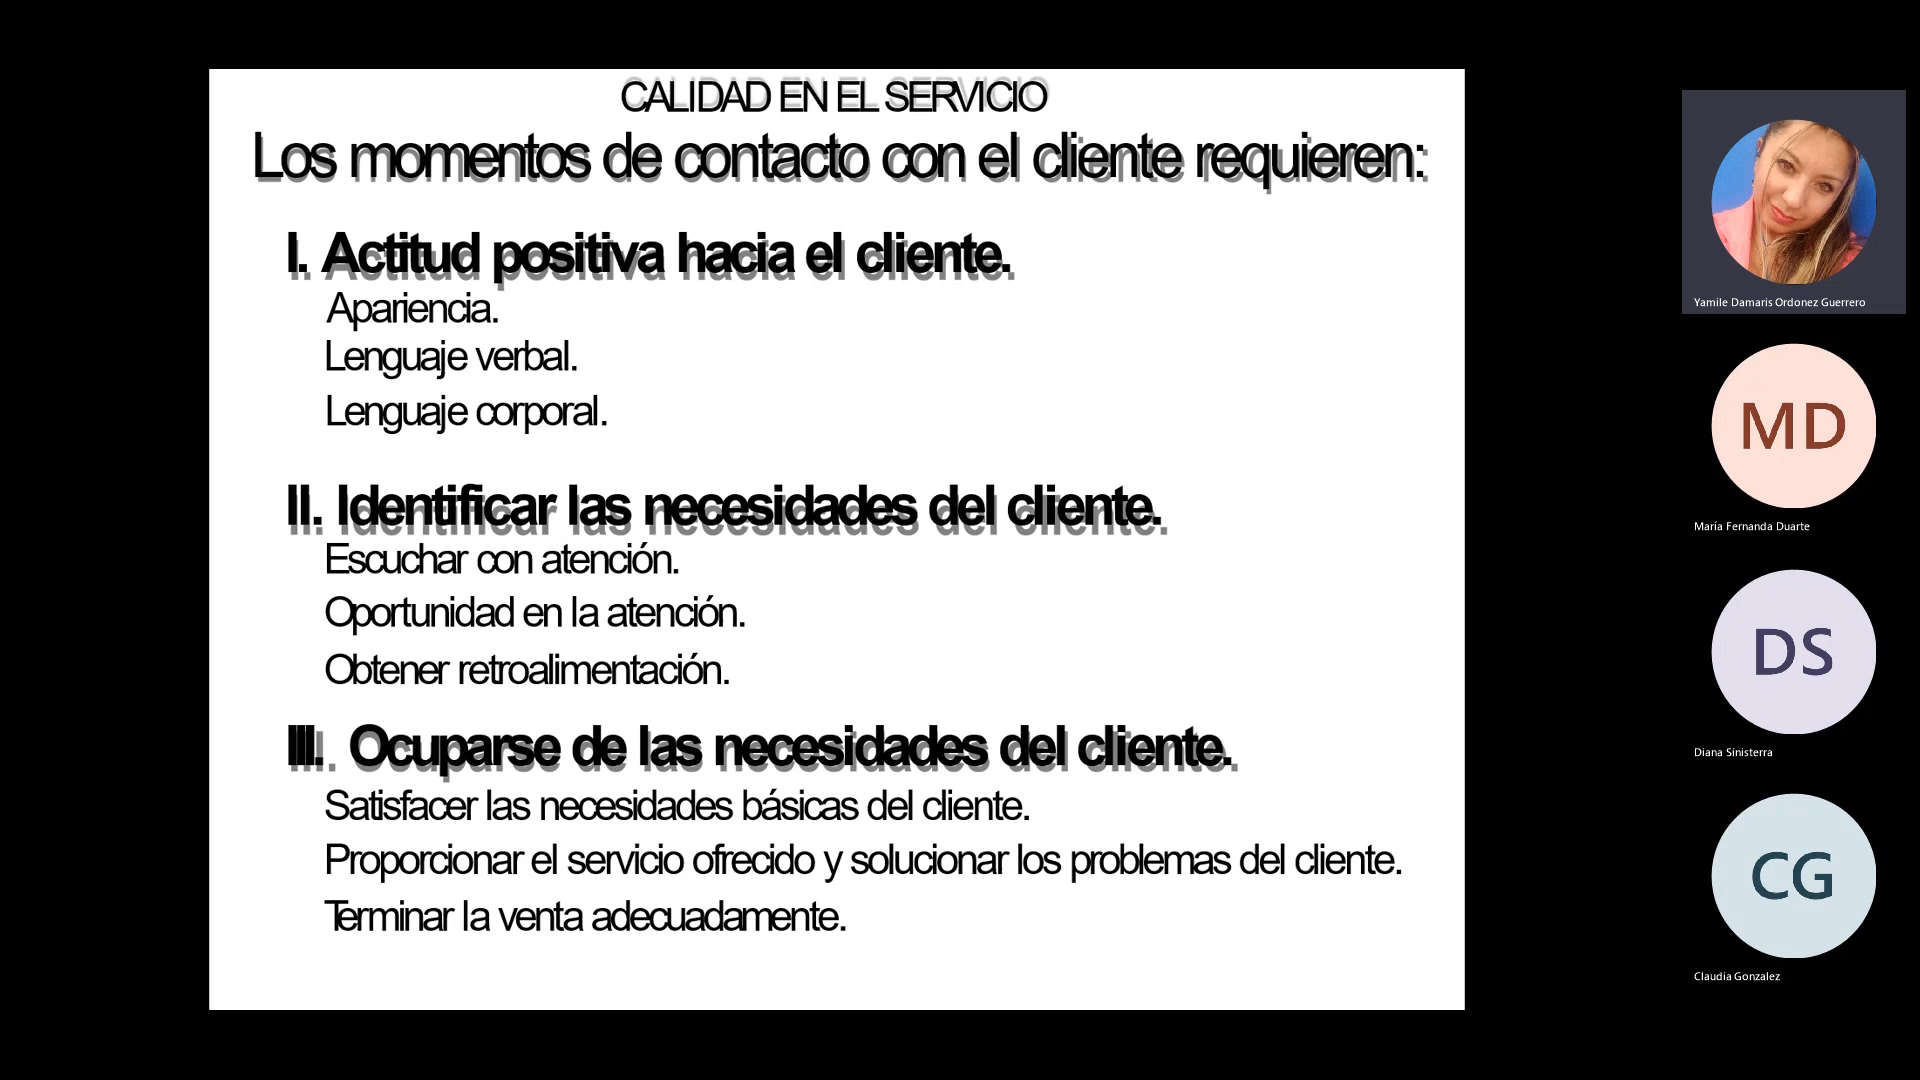 CALIDAD EN EL SERVICIO
Los momentos de contacto con el cliente requieren:
I. Actitud positiva hacia el cliente.
Apariencia.
Lenguaje verbal.
Lenguaje corporal.
II. Identificar las necesidades del cliente.
Escuchar con atención.
Oportunidad en la atención.
Obtener retroalimentación.
III. Ocuparse de las necesidades del cliente.
Satisfacer las necesidades básicas del cliente.
Proporcionar el servicio ofrecido y solucionar los problemas del cliente.
Terminar la venta adecuadamente.
Yamile Damaris Ordonez Guerrero
MD
María Fernanda Duarte
DS
Diana Sinisterra
CG
Claudia Gonzalez